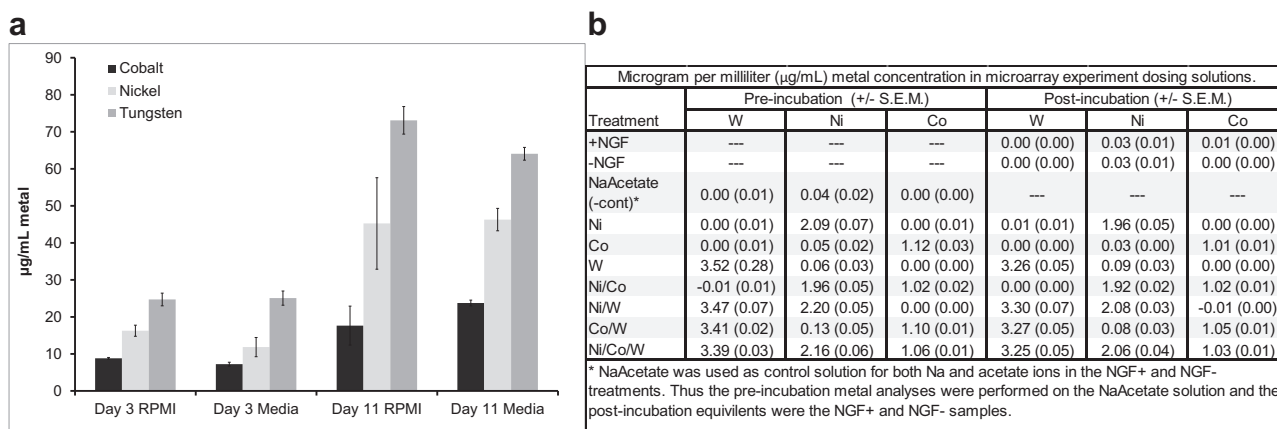 a
90
80
70
60
50
40
30
20
10
0
µg/mL metal
Cobalt
Nickel
Tungsten
Day 3 RPMI Day 3 Media Day 11 RPMI Day 11 Media
b
Microgram per milliliter (µg/mL) metal concentration in microarray experiment dosing solutions.
Pre-incubation (+/- S.E.M.) Post-incubation (+/- S.E.M.)
Treatment W Ni Co W Ni Co
+NGF --- --- --- 0.00 (0.00) 0.03 (0.01) 0.01 (0.00)
-NGF --- --- --- 0.00 (0.00) 0.03 (0.01) 0.00 (0.00)
NaAcetate
(-cont)* 0.00 (0.01) 0.04 (0.02) 0.00 (0.00) --- --- ---
Ni 0.00 (0.01) 2.09 (0.07) 0.00 (0.01) 0.01 (0.01) 1.96 (0.05) 0.00 (0.00)
Co 0.00 (0.01) 0.05 (0.02) 1.12 (0.03) 0.00 (0.00) 0.03 (0.00) 1.01 (0.01)
W 3.52 (0.28) 0.06 (0.03) 0.00 (0.00) 3.26 (0.05) 0.09 (0.03) 0.00 (0.00)
Ni/Co -0.01 (0.01) 1.96 (0.05) 1.02 (0.02) 0.00 (0.00) 1.92 (0.02) 1.02 (0.01)
Ni/W 3.47 (0.07) 2.20 (0.05) 0.00 (0.00) 3.30 (0.07) 2.08 (0.03) -0.01 (0.00)
Co/W 3.41 (0.02) 0.13 (0.05) 1.10 (0.01) 3.27 (0.05) 0.08 (0.03) 1.05 (0.01)
Ni/Co/W 3.39 (0.03) 2.16 (0.06) 1.06 (0.01) 3.25 (0.05) 2.06 (0.04) 1.03 (0.01)
* NaAcetate was used as control solution for both Na and acetate ions in the NGF+ and NGF-
treatments. Thus the pre-incubation metal analyses were performed on the NaAcetate solution and the
post-incubation equivilents were the NGF+ and NGF- samples.